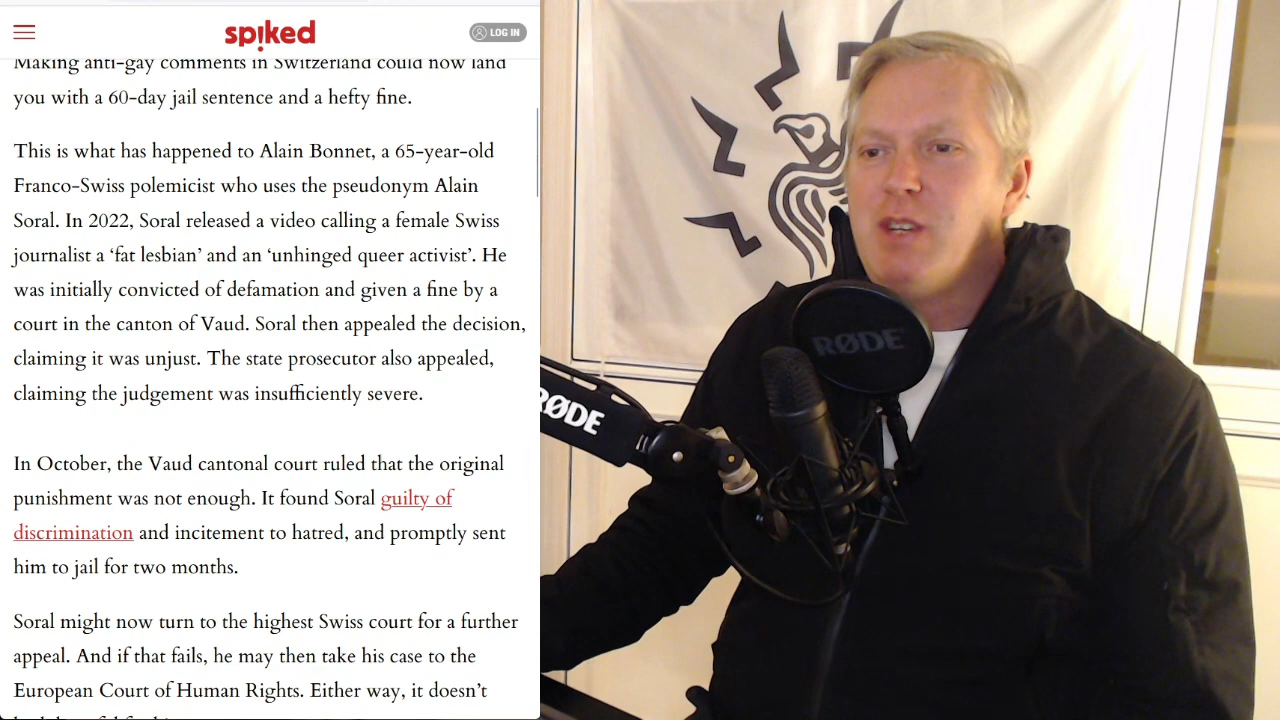 spiked
LOG IN
Making anti-gay comments in Switzerland could now land
you with a 60-day jail sentence and a hefty fine.
This is what has happened to Alain Bonnet, a 65-year-old
Franco-Swiss polemicist who uses the pseudonym Alain
Soral. In 2022, Soral released a video calling a female Swiss
journalist a ‘fat lesbian’ and an ‘unhinged queer activist’. He
was initially convicted of defamation and given a fine by a
court in the canton of Vaud. Soral then appealed the decision,
claiming it was unjust. The state prosecutor also appealed,
claiming the judgement was insufficiently severe.
In October, the Vaud cantonal court ruled that the original
punishment was not enough. It found Soral guilty of
discrimination and incitement to hatred, and promptly sent
him to jail for two months.
Soral might now turn to the highest Swiss court for a further
appeal. And if that fails, he may then take his case to the
European Court of Human Rights. Either way, it doesn’t
RØDE
RØDE